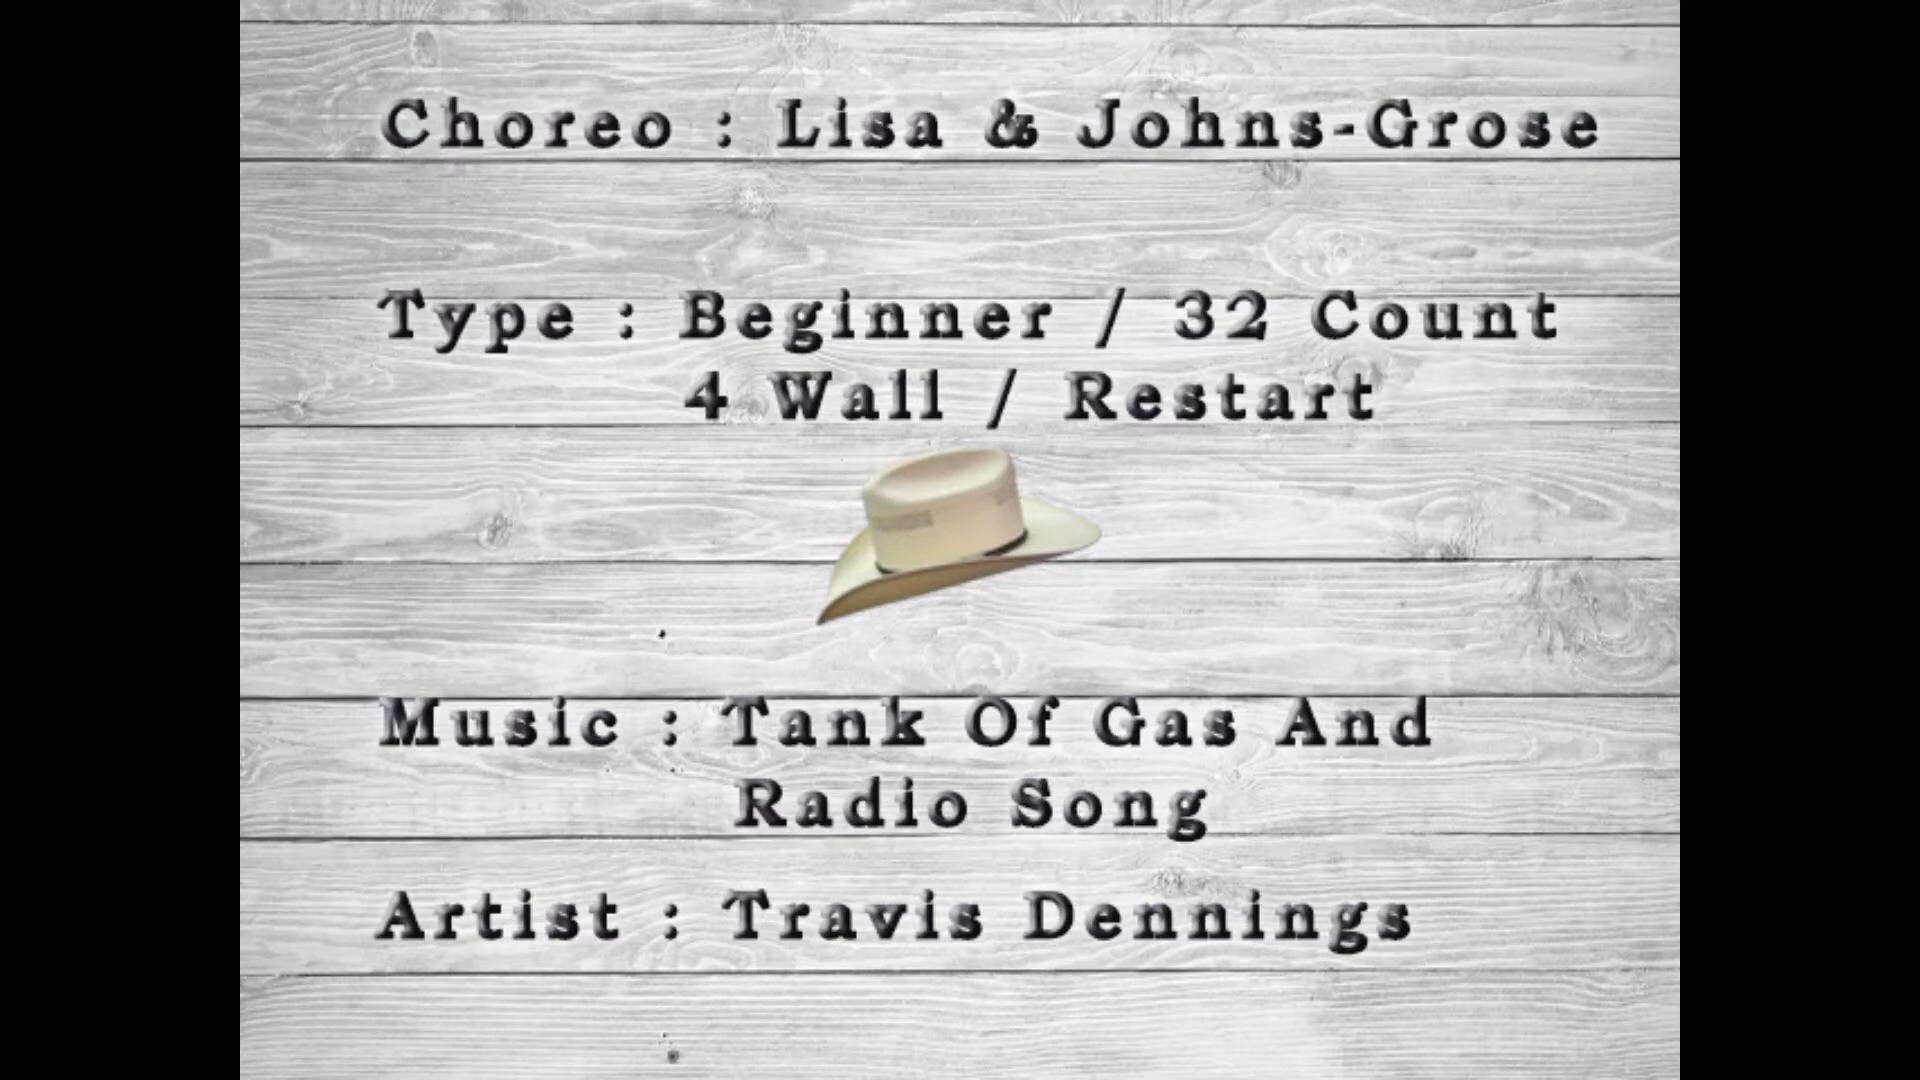 Choreo : Lisa & Johns-Grose
Type : Beginner / 32 Count
4 Wall / Restart
Music : Tank Of Gas And
Radio Song
Artist : Travis Dennings